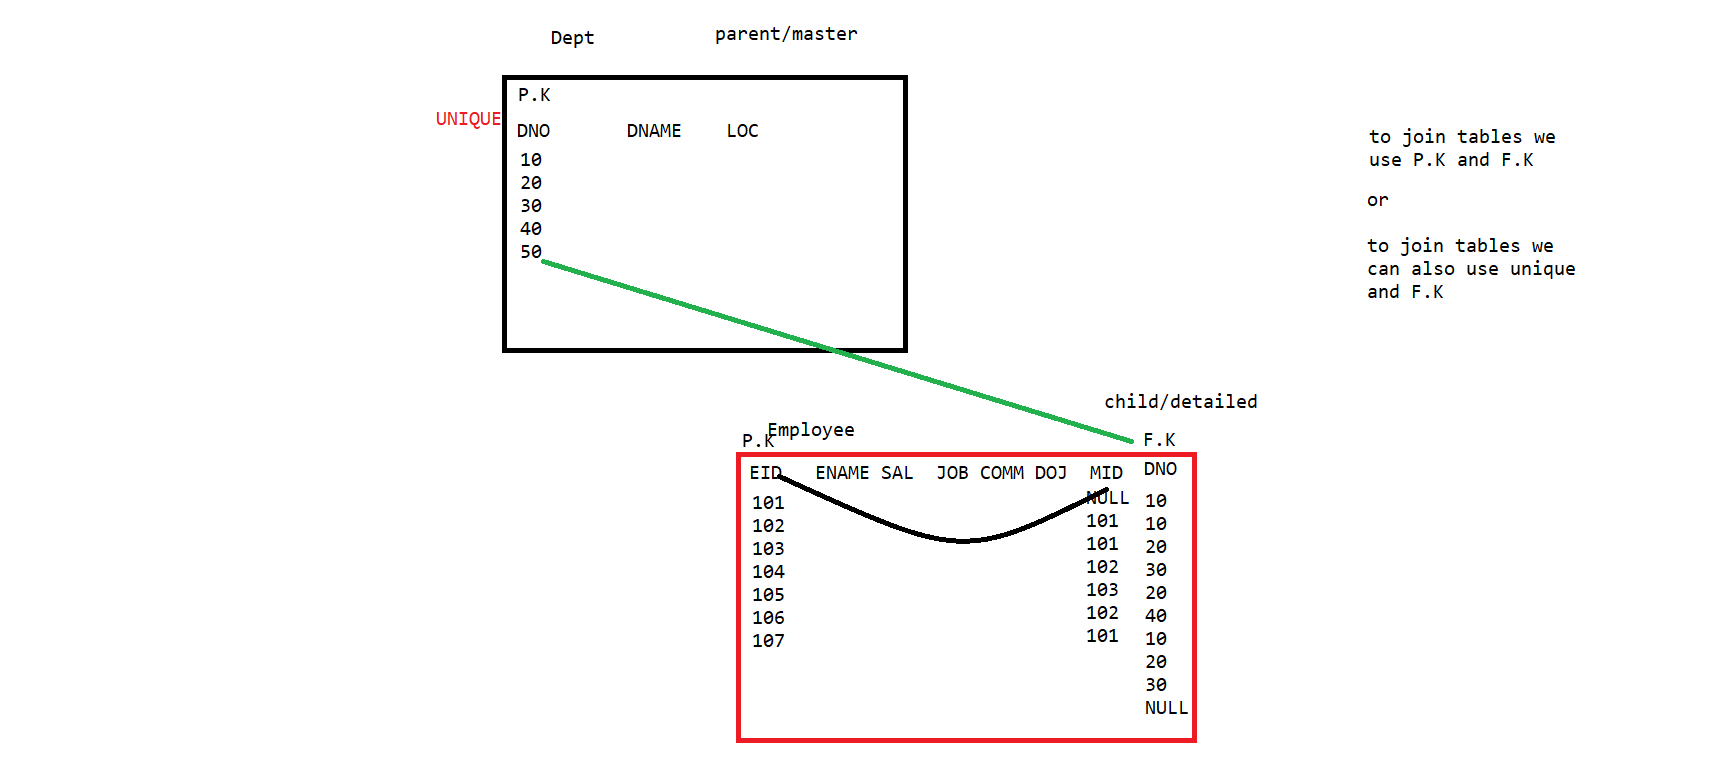 Dept parent/master
P.K
UNIQUE
DNO DNAME LOC
10
20
30
40
50
to join tables we
use P.K and F.K
or
to join tables we
can also use unique
and F.K
child/detailed
Employee
P.K
F.K
EID ENAME SAL JOB COMM DOJ MID DNO
101 NULL 10
102 101 10
103 101 20
104 102 30
105 103 20
106 102 40
107 101 10
20
30
NULL